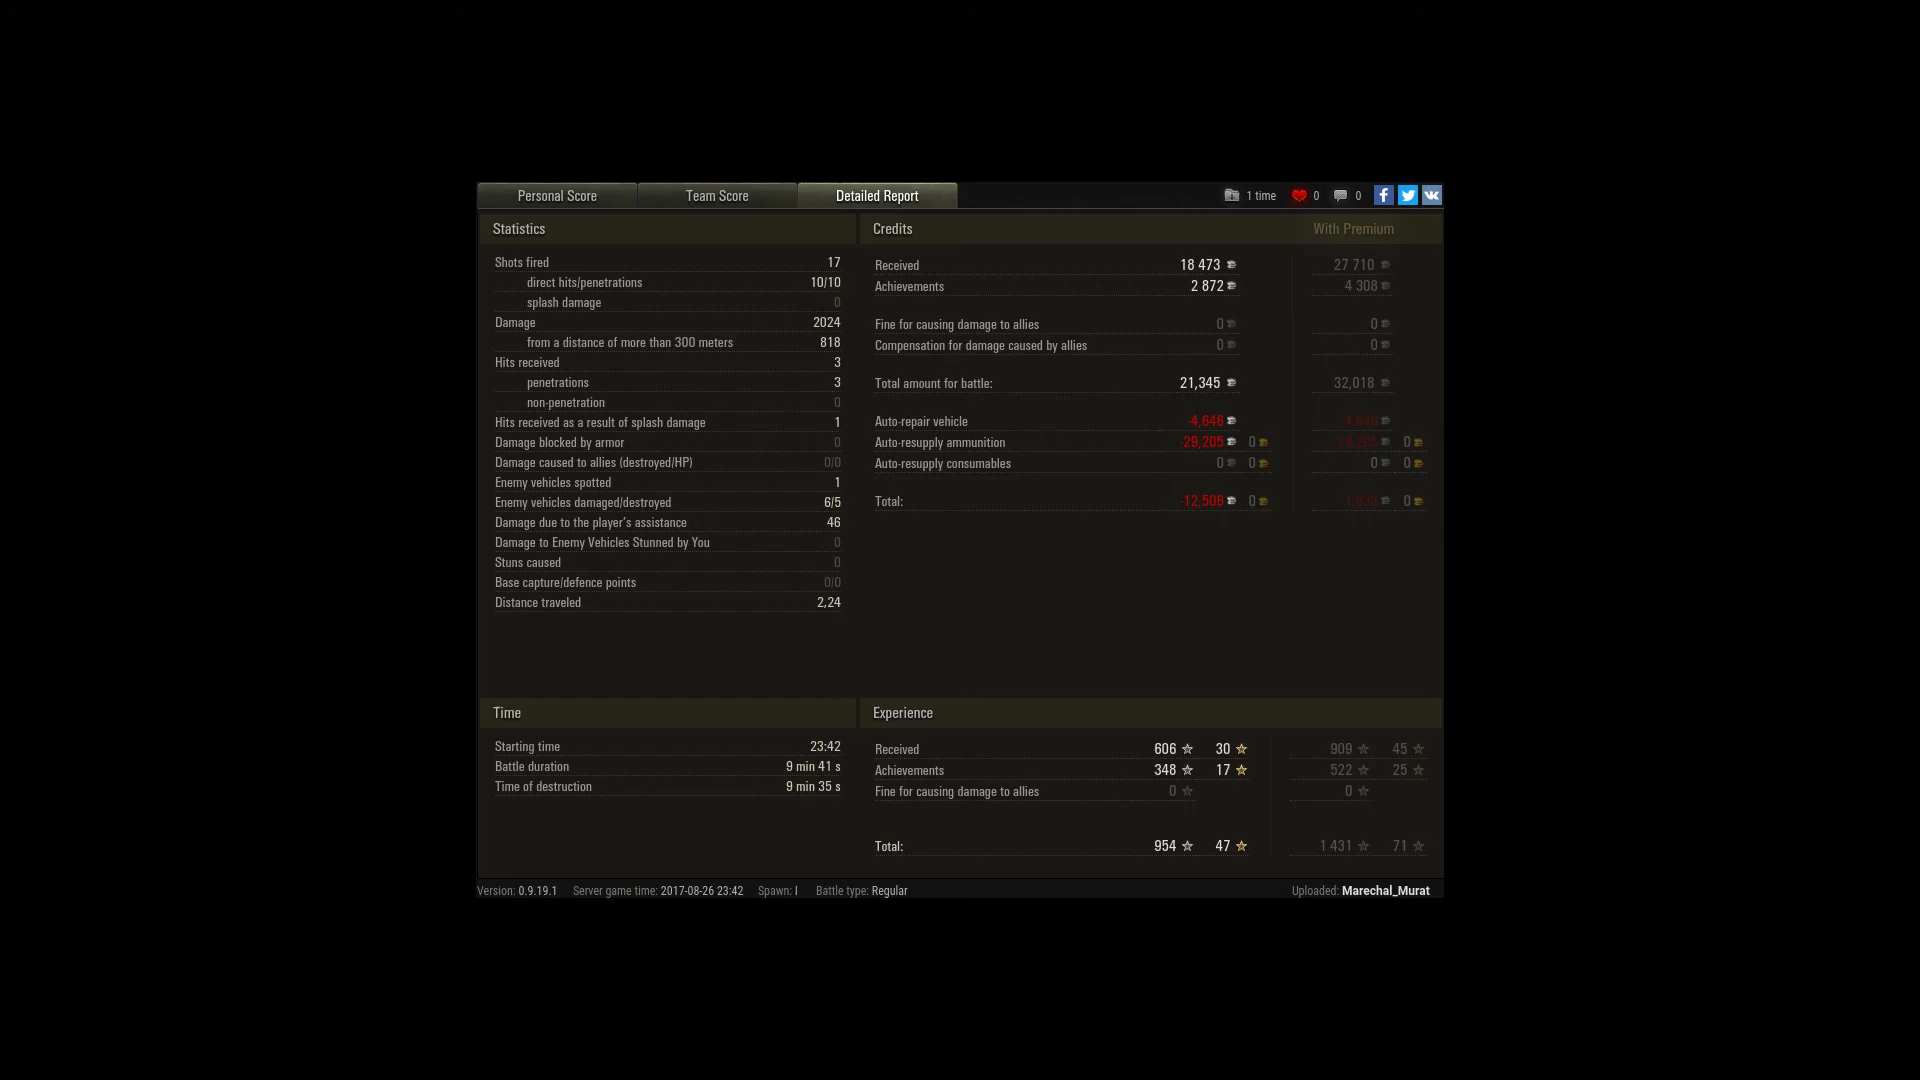 Personal Score Team Score Detailed Report 1 time 0 0
Statistics
Shots fired 17
direct hits/penetrations 10/10
splash damage 0
Damage 2024
from a distance of more than 300 meters 818
Hits received 3
penetrations 3
non-penetration 0
Hits received as a result of splash damage 1
Damage blocked by armor 0
Damage caused to allies (destroyed/HP) 0/0
Enemy vehicles spotted 1
Enemy vehicles damaged/destroyed 6/5
Damage due to the player's assistance 46
Damage to Enemy Vehicles Stunned by You 0
Stuns caused 0
Base capture/defence points 0/0
Distance traveled 2,24
Credits With Premium
Received 18 473 27 710
Achievements 2 872 4 308
Fine for causing damage to allies 0 0
Compensation for damage caused by allies 0 0
Total amount for battle: 21,345 32,018
Auto-repair vehicle -4,646
Auto-resupply ammunition -29,205 0 -29,205 0
Auto-resupply consumables 0 0 0 0
Total: -12,506 0 0
Time
Starting time 23:42
Battle duration 9 min 41 s
Time of destruction 9 min 35 s
Experience
Received 606 30 909 45
Achievements 348 17 522 25
Fine for causing damage to allies 0 0
Total: 954 47 1 431 71
Version: 0.9.19.1 Server game time: 2017-08-26 23:42 Spawn: I Battle type: Regular Uploaded: Marechal_Murat